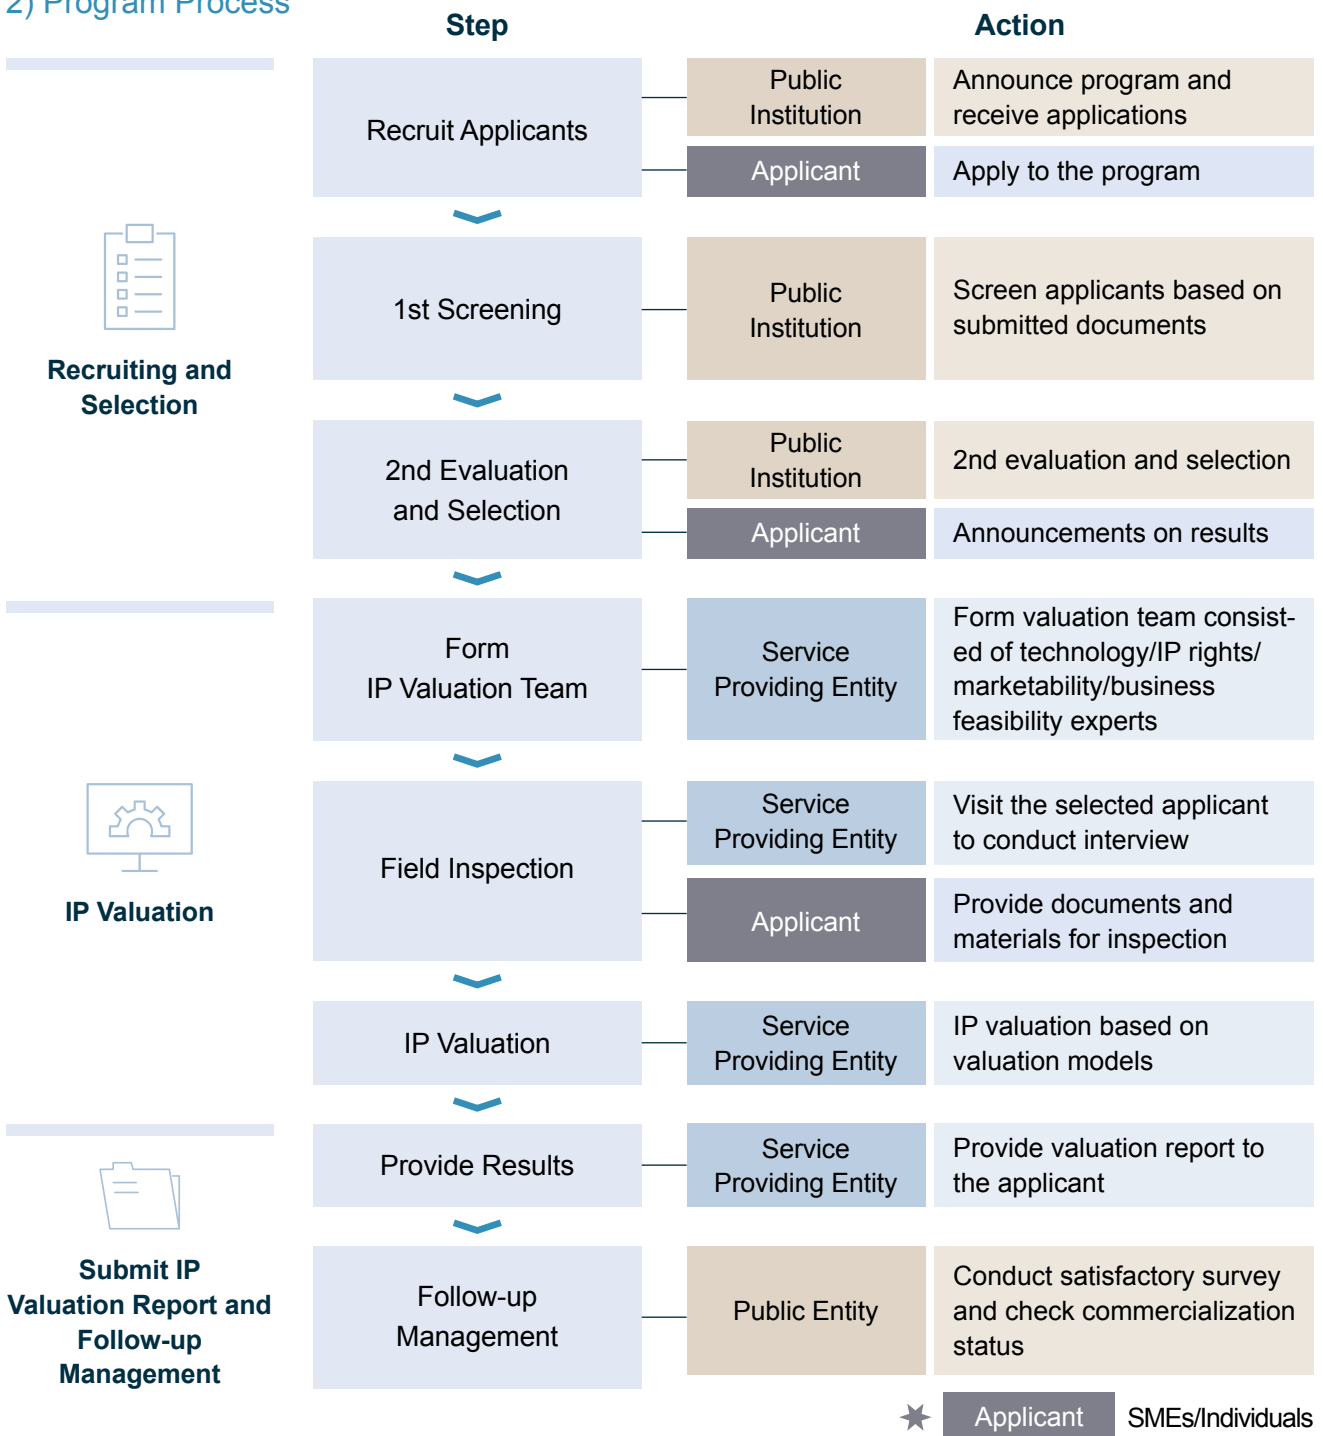 2) Program Process
Step
Action
Recruiting and
Selection
Recruit Applicants
Public
Institution
Announce program and
receive applications
Applicant
Apply to the program
1st Screening
Public
Institution
Screen applicants based on
submitted documents
2nd Evaluation
and Selection
Public
Institution
2nd evaluation and selection
Applicant
Announcements on results
IP Valuation
Form
IP Valuation Team
Service
Providing Entity
Form valuation team consist-
ed of technology/IP rights/
marketability/business
feasibility experts
Field Inspection
Service
Providing Entity
Visit the selected applicant
to conduct interview
Applicant
Provide documents and
materials for inspection
IP Valuation
Service
Providing Entity
IP valuation based on
valuation models
Submit IP
Valuation Report and
Follow-up
Management
Provide Results
Service
Providing Entity
Provide valuation report to
the applicant
Follow-up
Management
Public Entity
Conduct satisfactory survey
and check commercialization
status
Applicant
SMEs/Individuals